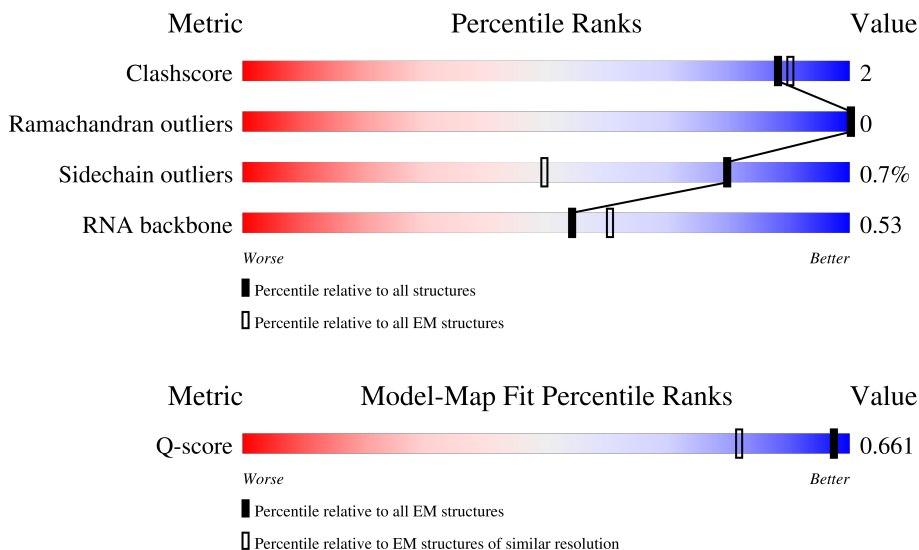 Metric Percentile Ranks Value
Clashscore 2
Ramachandran outliers 0
Sidechain outliers 0.7%
RNA backbone 0.53
Worse Better
Percentile relative to all structures
Percentile relative to all EM structures
Metric Model-Map Fit Percentile Ranks Value
Q-score 0.661
Worse Better
Percentile relative to all EM structures
Percentile relative to EM structures of similar resolution